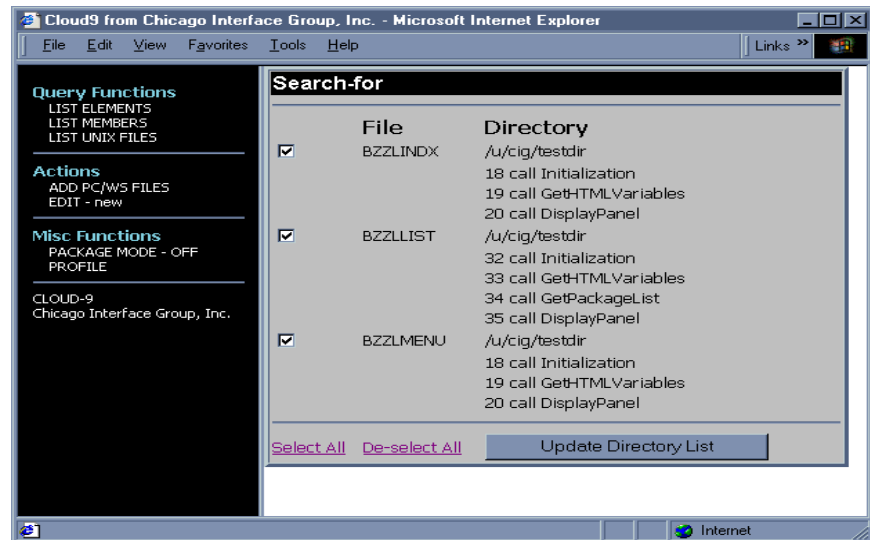 Cloud9 from Chicago Interface Group, Inc. - Microsoft Internet Explorer
File Edit View Favorites Tools Help
Links »
Query Functions
LIST ELEMENTS
LIST MEMBERS
LIST UNIX FILES
Actions
ADD PC/WS FILES
EDIT - new
Misc Functions
PACKAGE MODE - OFF
PROFILE
CLOUD-9
Chicago Interface Group, Inc.
Search-for
File Directory
BZZLINDX /u/cig/testdir
18 call Initialization
19 call GetHTMLVariables
20 call DisplayPanel
BZZLLIST /u/cig/testdir
32 call Initialization
33 call GetHTMLVariables
34 call GetPackageList
35 call DisplayPanel
BZZLMENU /u/cig/testdir
18 call Initialization
19 call GetHTMLVariables
20 call DisplayPanel
Select All De-select All Update Directory List
Internet